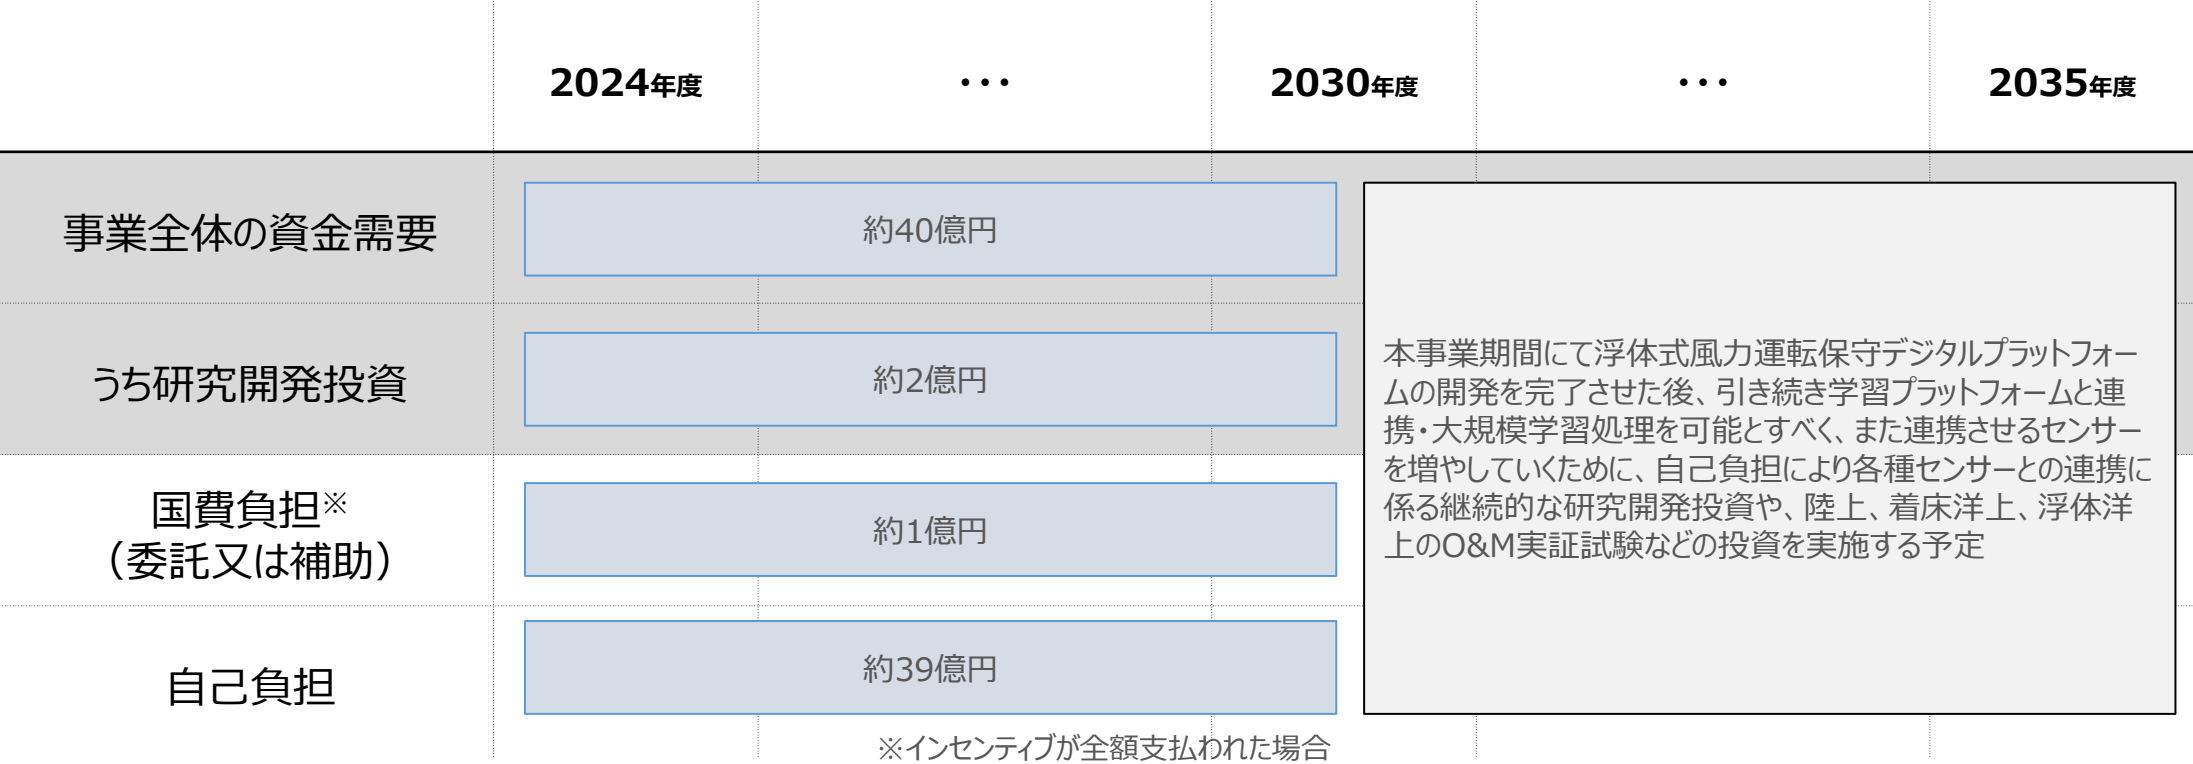 2024年度 ・・・ 2030年度 ・・・ 2035年度
事業全体の資金需要
約40億円
うち研究開発投資
約2億円
国費負担※
（委託又は補助）
約1億円
自己負担
約39億円
本事業期間にて浮体式風力運転保守デジタルプラットフォー
ムの開発を完了させた後、引き続き学習プラットフォームと連
携・大規模学習処理を可能とすべく、また連携させるセンサー
を増やしていくために、自己負担により各種センサーとの連携に
係る継続的な研究開発投資や、陸上、着床洋上、浮体洋
上のO&M実証試験などの投資を実施する予定
※インセンティブが全額支払われた場合